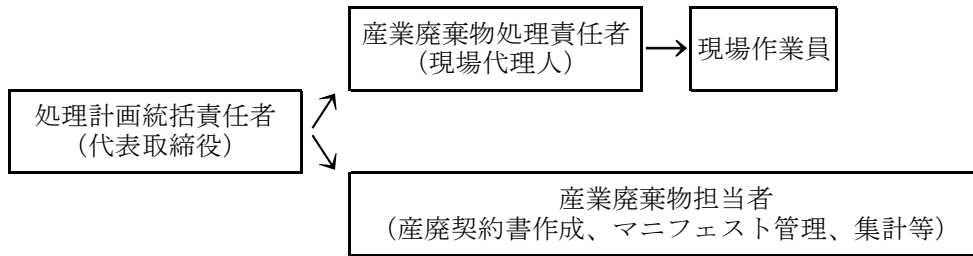 産業廃棄物処理責任者
（現場代理人）
現場作業員
処理計画統括責任者
（代表取締役）
産業廃棄物担当者
（産廃契約書作成、マニフェスト管理、集計等）